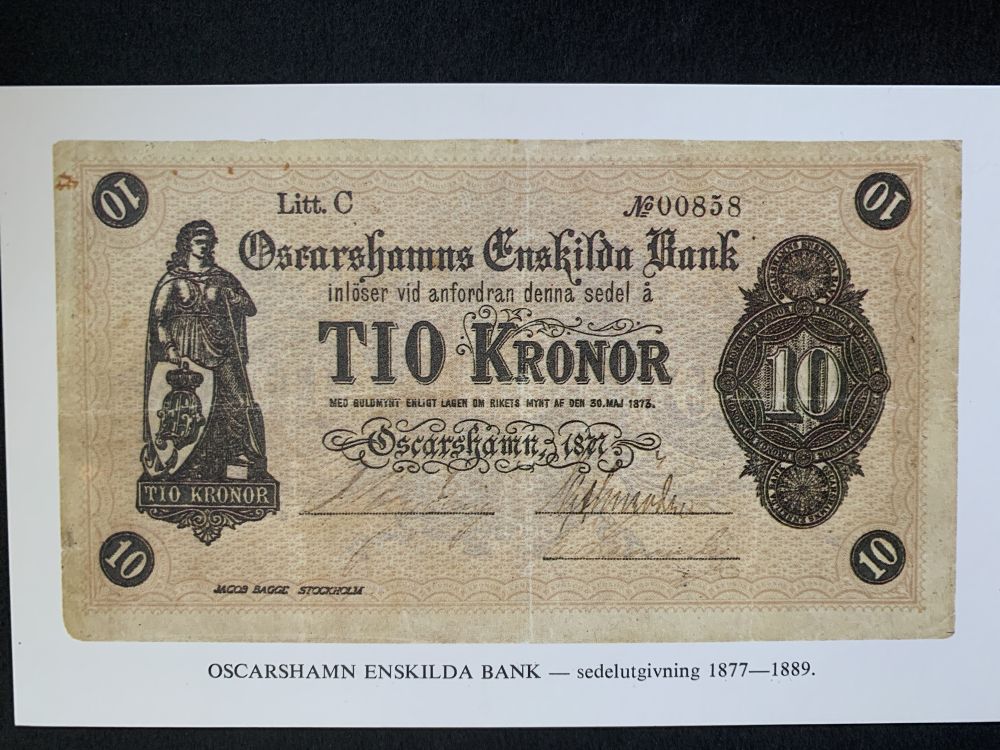 10 10
Litt. C № 00858
Oscarshamns Enskilda Bank
inlöser vid anfordran denna sedel å
TIO KRONOR
MED GULDMYNT ENLIGT LAGEN OM RIKETS MYNT AF DEN 30. MAJ 1873.
Oscarshamn, 1877
10
TIO KRONOR
10 10
JACOB BAGGE STOCKHOLM
OSCARSHAMN ENSKILDA BANK — sedelutgivning 1877—1889.